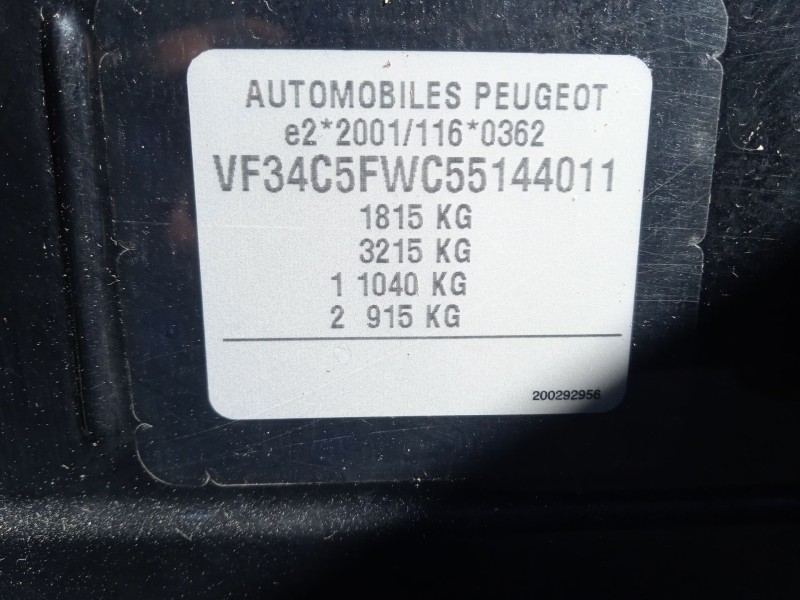 AUTOMOBILES PEUGEOT
e2*2001/116*0362
VF34C5FWC55144011
1815 KG
3215 KG
1 1040 KG
2 915 KG
200292956